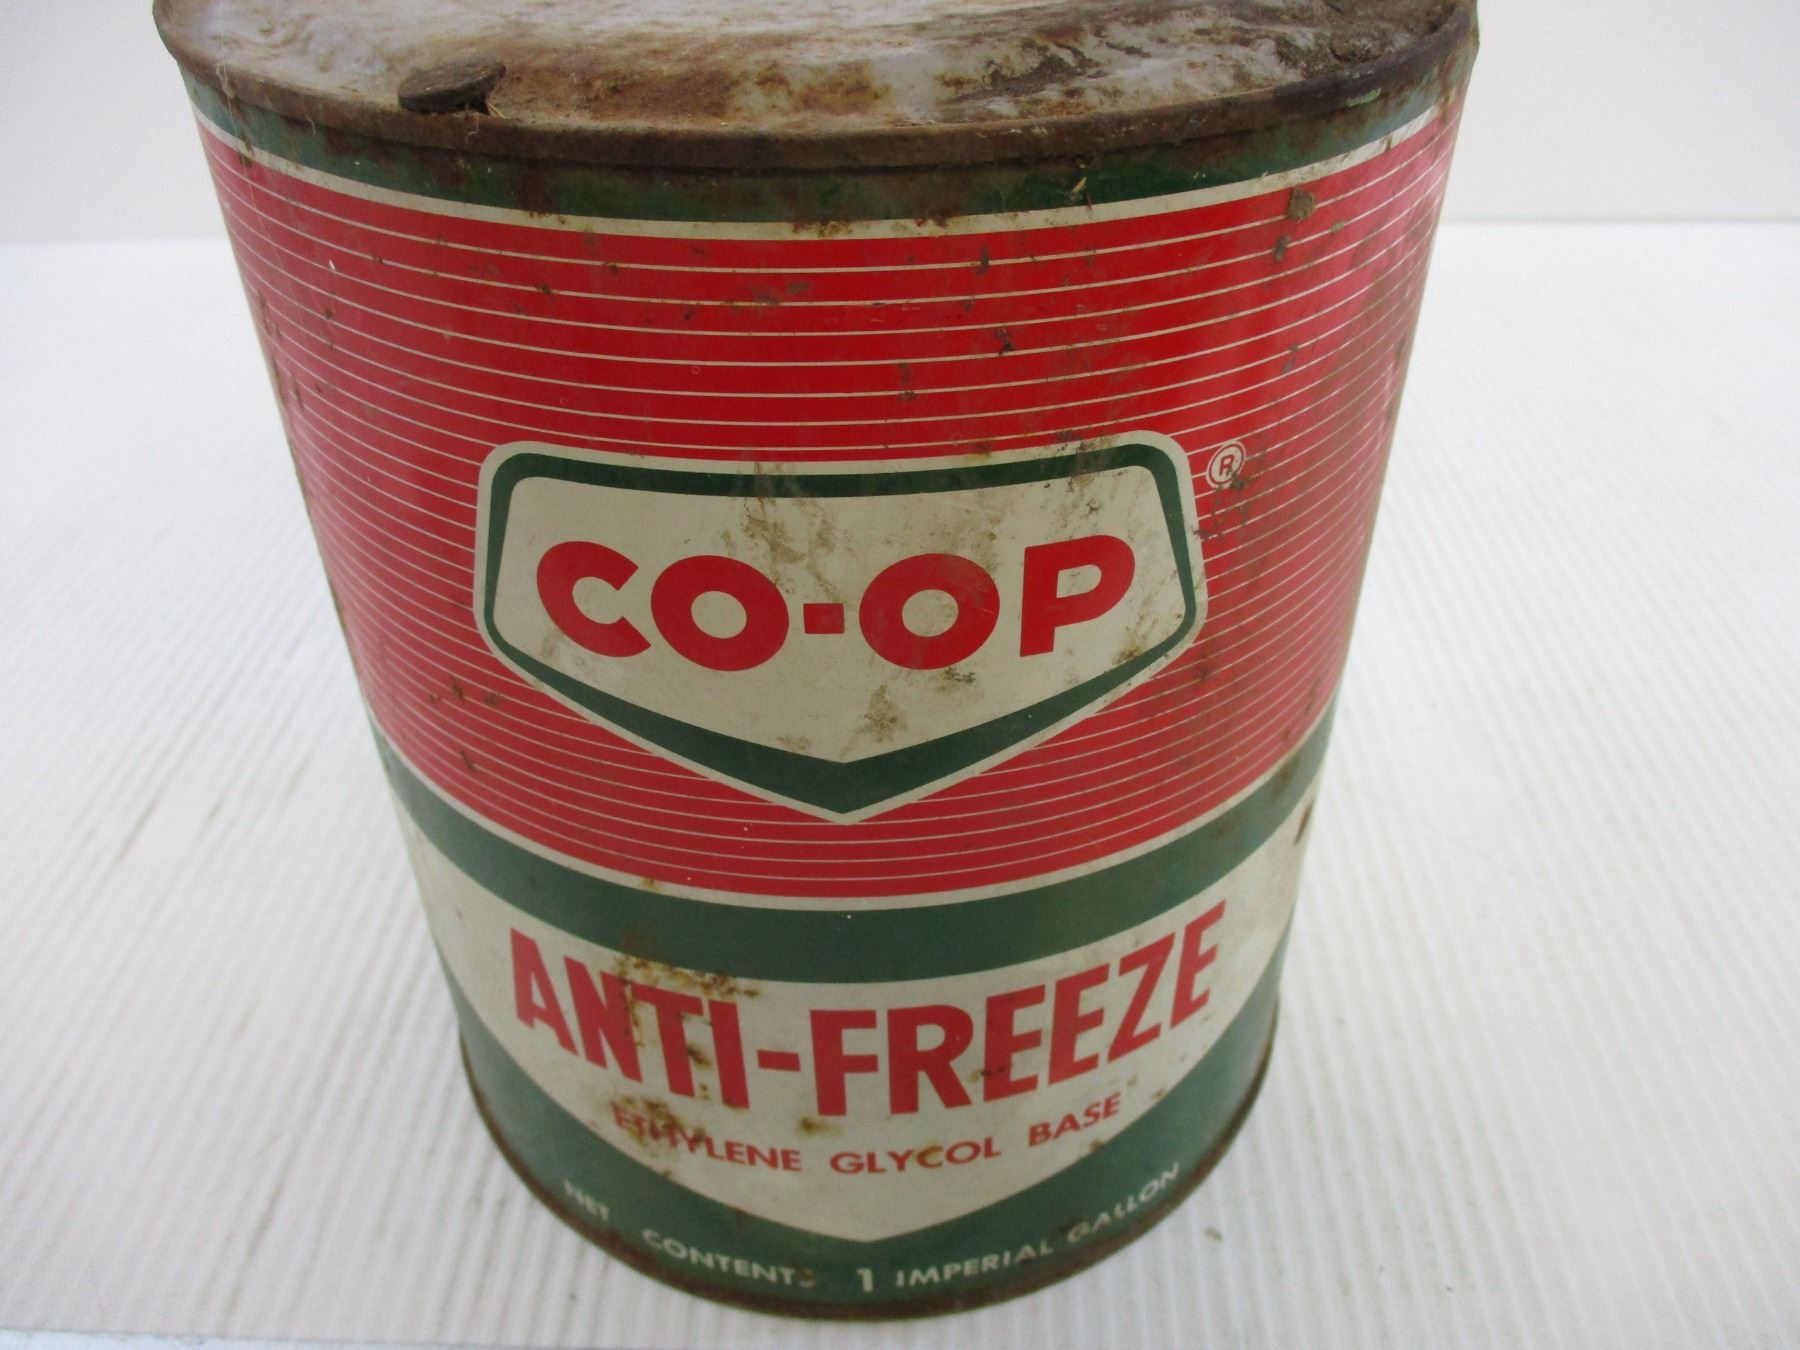 CO-OP ®
ANTI-FREEZE
ETHYLENE GLYCOL BASE
NET CONTENTS 1 IMPERIAL GALLON